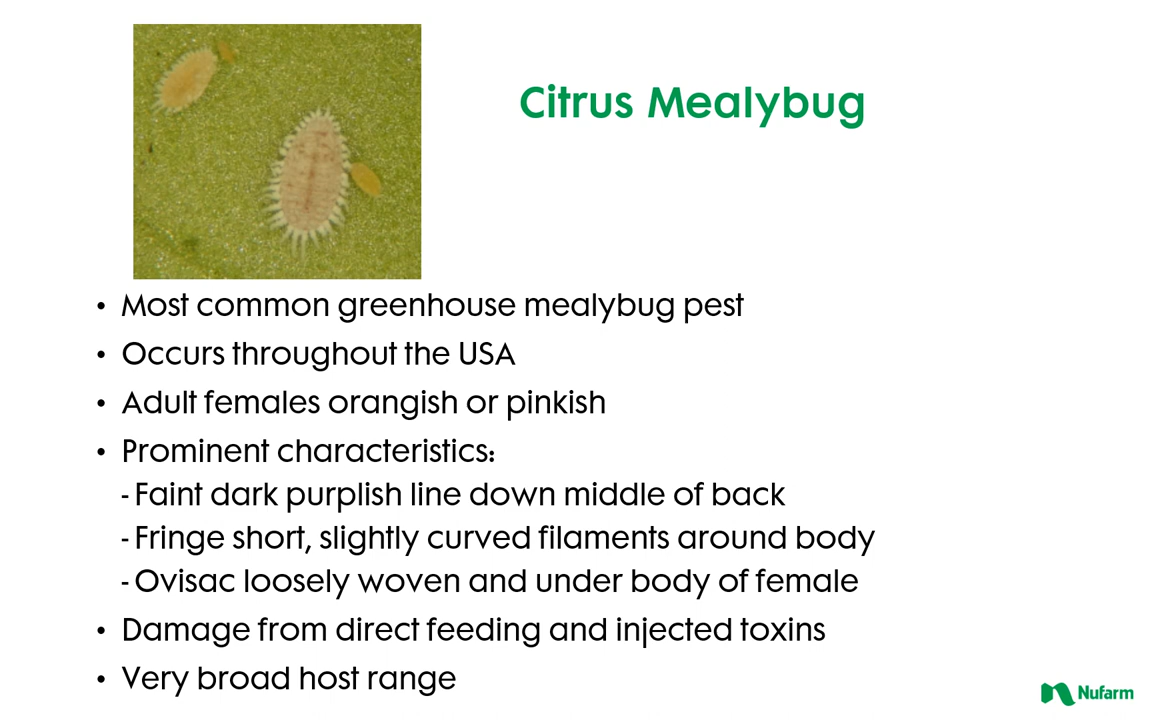 Citrus Mealybug
• Most common greenhouse mealybug pest
• Occurs throughout the USA
• Adult females orangish or pinkish
• Prominent characteristics:
- Faint dark purplish line down middle of back
- Fringe short, slightly curved filaments around body
- Ovisac loosely woven and under body of female
• Damage from direct feeding and injected toxins
• Very broad host range
Nufarm